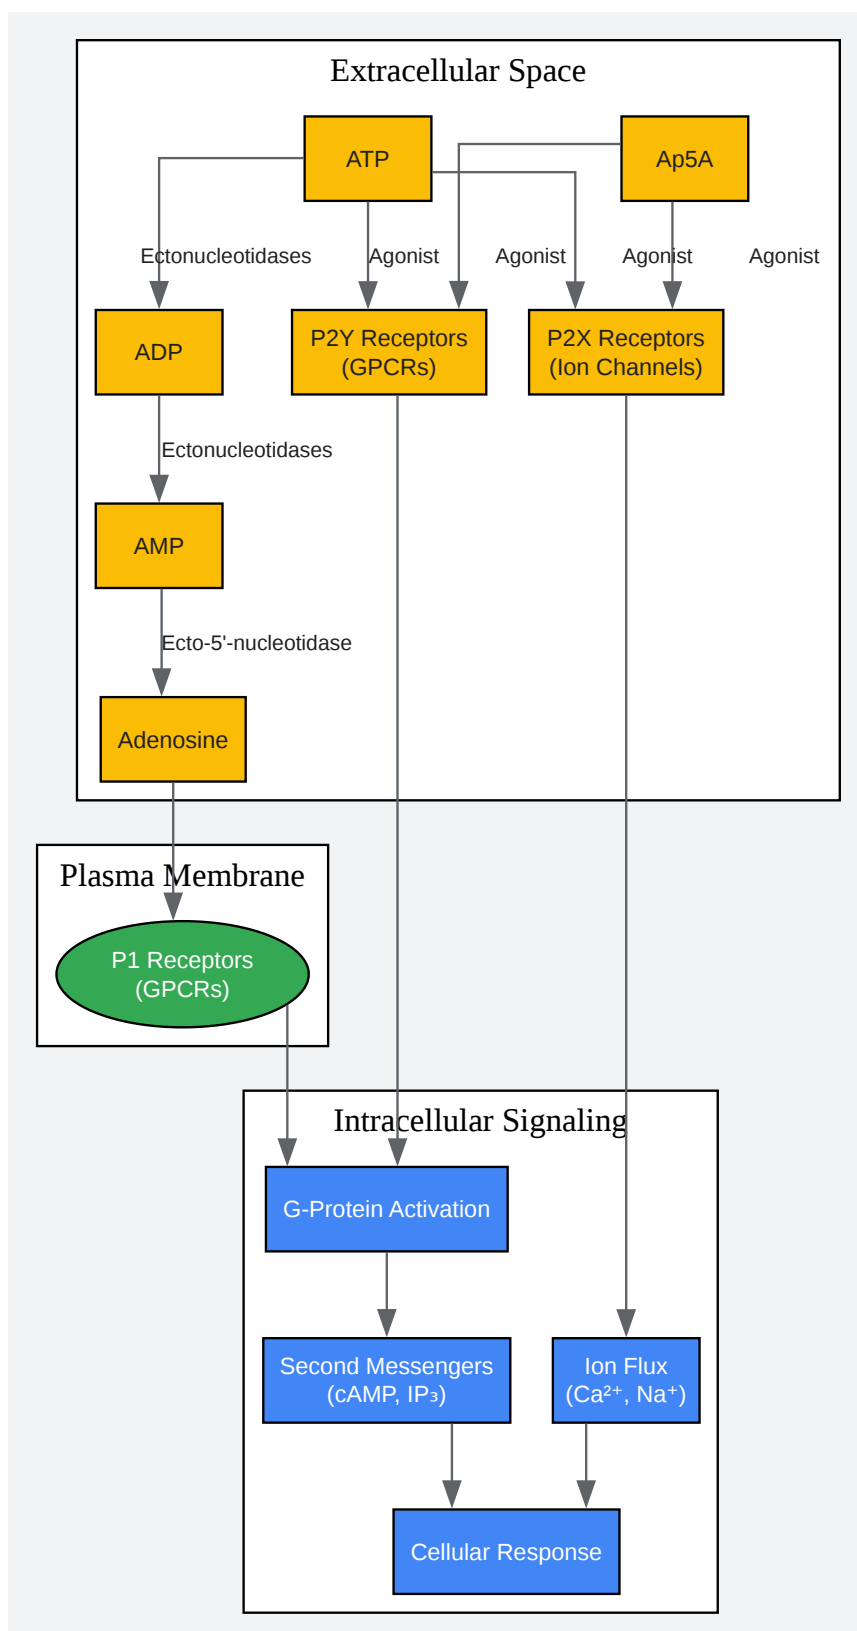 Extracellular Space
ATP
Ap5A
Ectonucleotidases
Agonist
Agonist
Agonist
Agonist
ADP
P2Y Receptors
(GPCRs)
P2X Receptors
(Ion Channels)
Ectonucleotidases
AMP
Ecto-5'-nucleotidase
Adenosine
Plasma Membrane
P1 Receptors
(GPCRs)
Intracellular Signaling
G-Protein Activation
Second Messengers
(cAMP, IP₃)
Ion Flux
(Ca²⁺, Na⁺)
Cellular Response